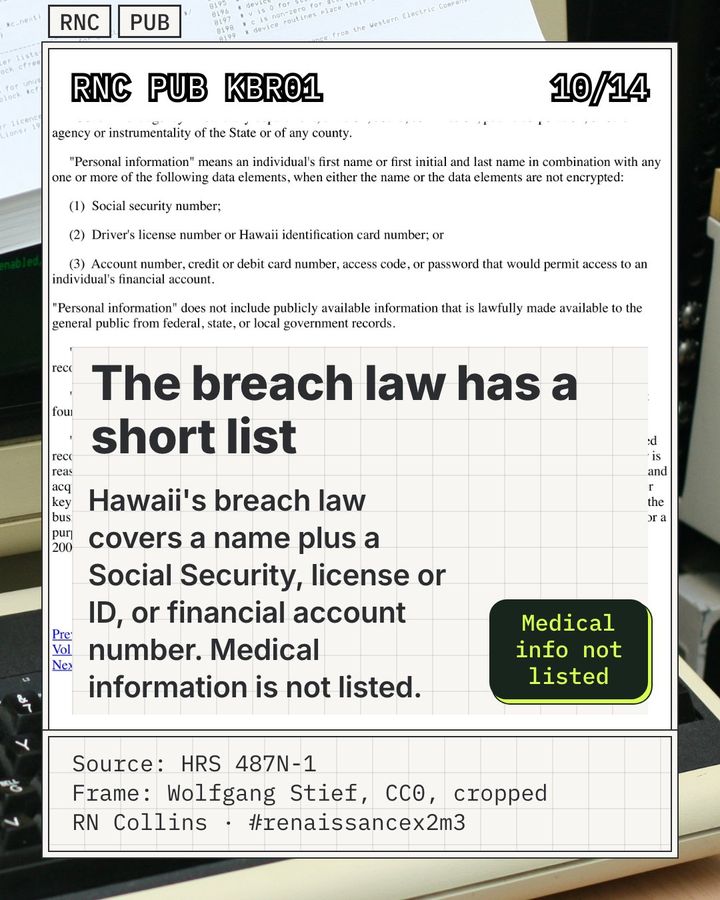 RNC PUB
RNC PUB KBR01 10/14
agency or instrumentality of the State or of any county.
"Personal information" means an individual's first name or first initial and last name in combination with any
one or more of the following data elements, when either the name or the data elements are not encrypted:
(1) Social security number;
(2) Driver's license number or Hawaii identification card number; or
(3) Account number, credit or debit card number, access code, or password that would permit access to an
individual's financial account.
"Personal information" does not include publicly available information that is lawfully made available to the
general public from federal, state, or local government records.
The breach law has a
short list
Hawaii's breach law
covers a name plus a
Social Security, license or
ID, or financial account
number. Medical
information is not listed.
Medical
info not
listed
Source: HRS 487N-1
Frame: Wolfgang Stief, CC0, cropped
RN Collins · #renaissancex2m3